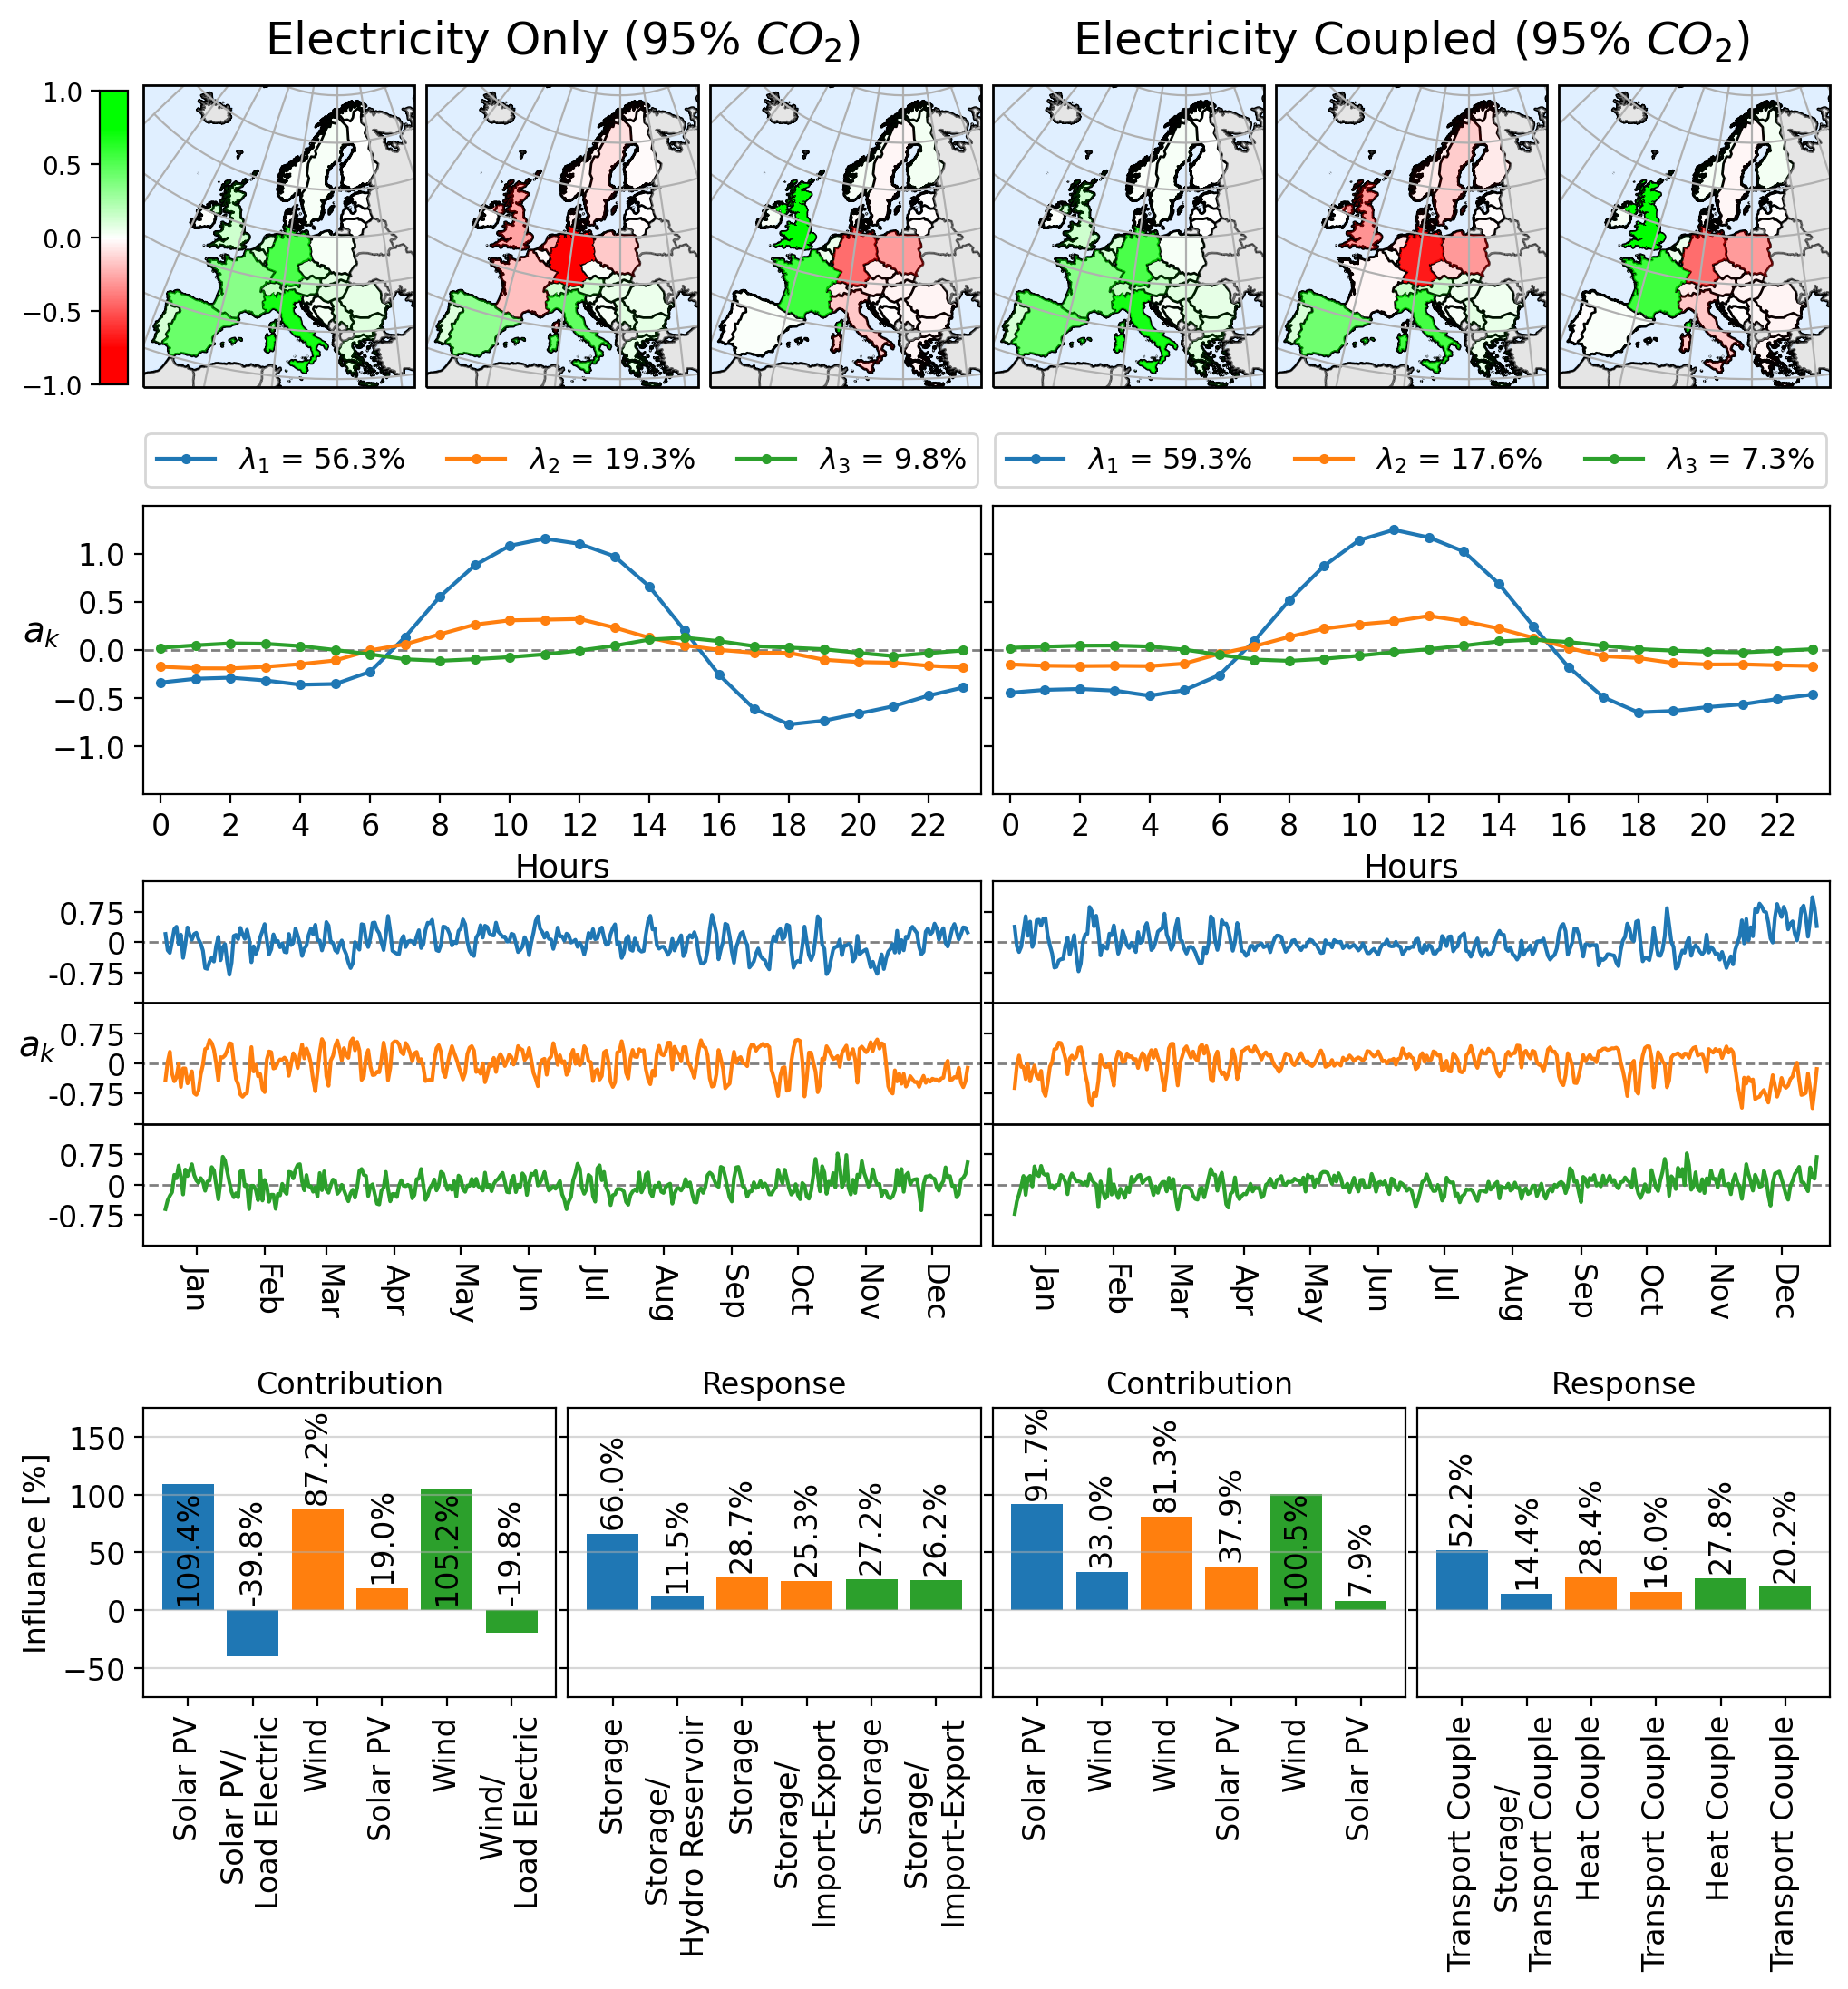 Electricity Only (95% CO₂)
Electricity Coupled (95% CO₂)
1.0
0.5
0.0
−0.5
−1.0
λ₁ = 56.3% λ₂ = 19.3% λ₃ = 9.8%
λ₁ = 59.3% λ₂ = 17.6% λ₃ = 7.3%
aₖ
1.0
0.5
0.0
−0.5
−1.0
0 2 4 6 8 10 12 14 16 18 20 22
Hours
0 2 4 6 8 10 12 14 16 18 20 22
Hours
aₖ
0.75
0
-0.75
0.75
0
-0.75
0.75
0
-0.75
Jan Feb Mar Apr May Jun Jul Aug Sep Oct Nov Dec
Jan Feb Mar Apr May Jun Jul Aug Sep Oct Nov Dec
Influance [%]
150
100
50
0
−50
Contribution
109.4% -39.8% 87.2% 19.0% 105.2% -19.8%
Solar PV
Solar PV/
Load Electric
Wind
Solar PV
Wind
Wind/
Load Electric
Response
66.0% 11.5% 28.7% 25.3% 27.2% 26.2%
Storage
Storage/
Hydro Reservoir
Storage
Storage/
Import-Export
Storage
Storage/
Import-Export
Contribution
91.7% 33.0% 81.3% 37.9% 100.5% 7.9%
Solar PV
Wind
Wind
Solar PV
Wind
Solar PV
Response
52.2% 14.4% 28.4% 16.0% 27.8% 20.2%
Transport Couple
Storage/
Transport Couple
Heat Couple
Transport Couple
Heat Couple
Transport Couple